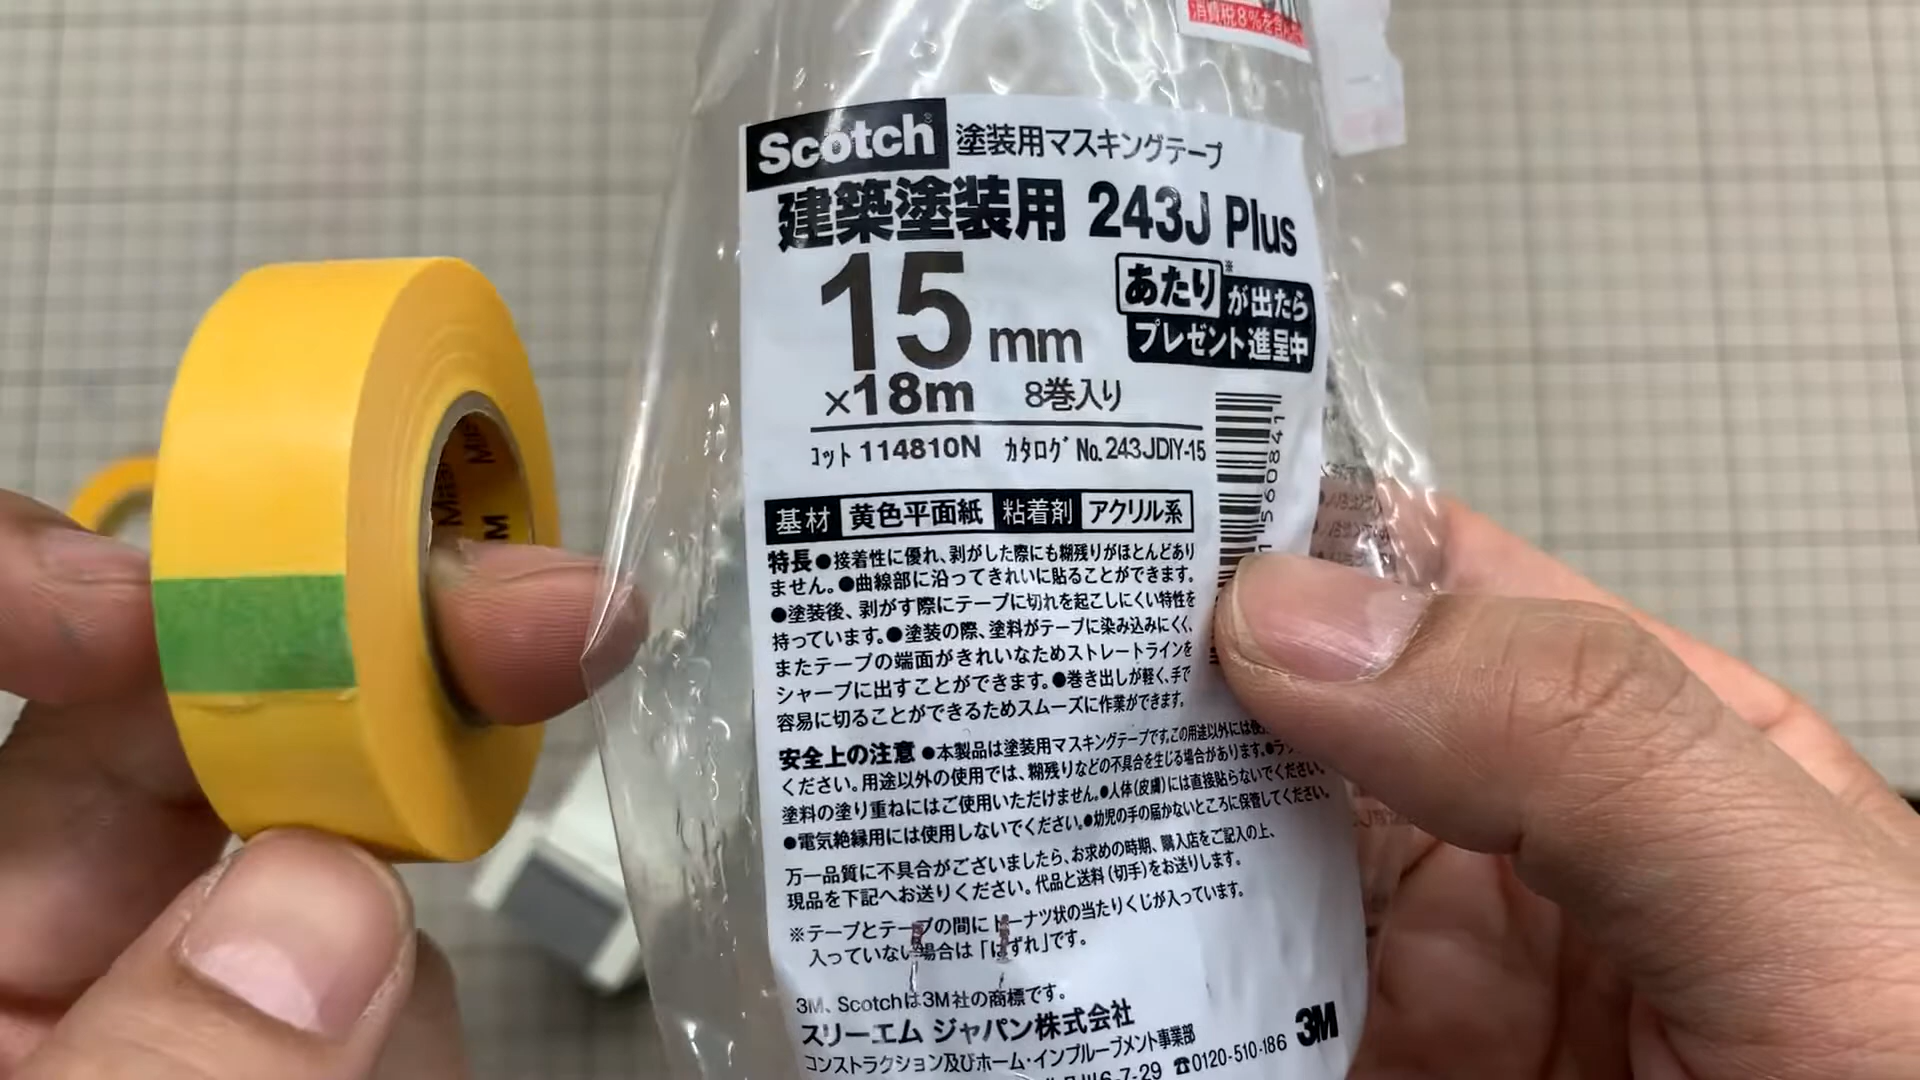 消費税8%を含
Scotch 塗装用マスキングテープ
建築塗装用 243J Plus
15mm
×18m 8巻入り
あたり※が出たら
プレゼント進呈中
コット 114810N カタログ No.243JDIY-15
560841
基材 黄色平面紙 粘着剤 アクリル系
特長●接着性に優れ、剥がした際にも糊残りがほとんどあり
ません。●曲線部に沿ってきれいに貼ることができます。
●塗装後、剥がす際にテープに切れを起こしにくい特性を
持っています。●塗装の際、塗料がテープに染み込みにくく、
またテープの端面がきれいなためストレートラインを
シャープに出すことができます。●巻き出しが軽く、手で
容易に切ることができるためスムーズに作業ができます。
安全上の注意 ●本製品は塗装用マスキングテープです。この用途以外には使
ください。用途以外の使用では、糊残りなどの不具合を生じる場合があります。●ラッ
塗料の塗り重ねにはご使用いただけません。●人体(皮膚)には直接貼らないでください。
●電気絶縁用には使用しないでください。●幼児の手の届かないところに保管してください。
万一品質に不具合がございましたら、お求めの時期、購入店をご記入の上、
現品を下記へお送りください。代品と送料(切手)をお送りします。
※テープとテープの間にドーナツ状の当たりくじが入っています。
入っていない場合は「はずれ」です。
3M、Scotchは3M社の商標です。
スリーエム ジャパン株式会社
コンストラクション及びホーム・インプルーブメント事業部
6-7-29 ☎0120-510-186 3M